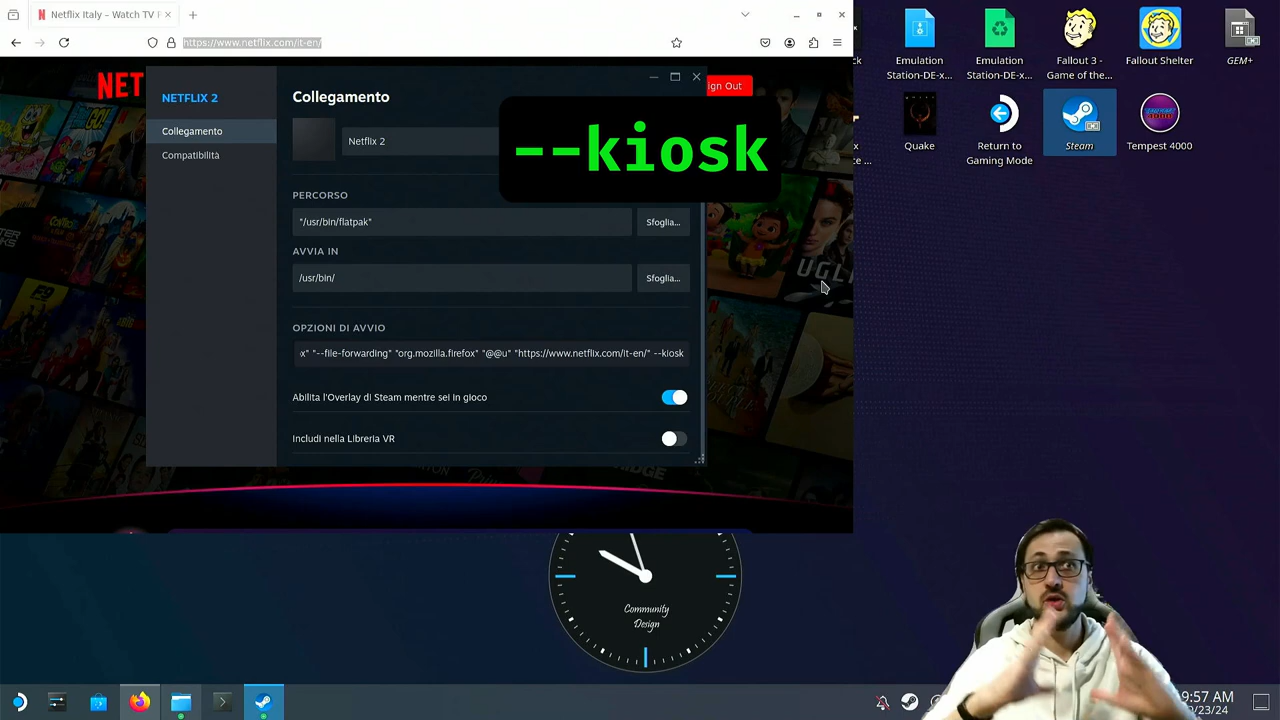 Netflix Italy – Watch TV
https://www.netflix.com/it-en/
NET
ign Out
NETFLIX 2
Collegamento
Compatibilità
Collegamento
Netflix 2
--kiosk
PERCORSO
"/usr/bin/flatpak"
Sfoglia...
AVVIA IN
/usr/bin/
Sfoglia...
OPZIONI DI AVVIO
"--file-forwarding" "org.mozilla.firefox" "@@u" "https://www.netflix.com/it-en/" --kiosk
Abilita l'Overlay di Steam mentre sei in gioco
Includi nella Libreria VR
UGL
Emulation
Station-DE-x...
Emulation
Station-DE-x...
Fallout 3 -
Game of the...
Fallout Shelter
GEM+
Quake
Return to
Gaming Mode
Steam
Tempest 4000
Community
Design
9:57 AM
/23/24